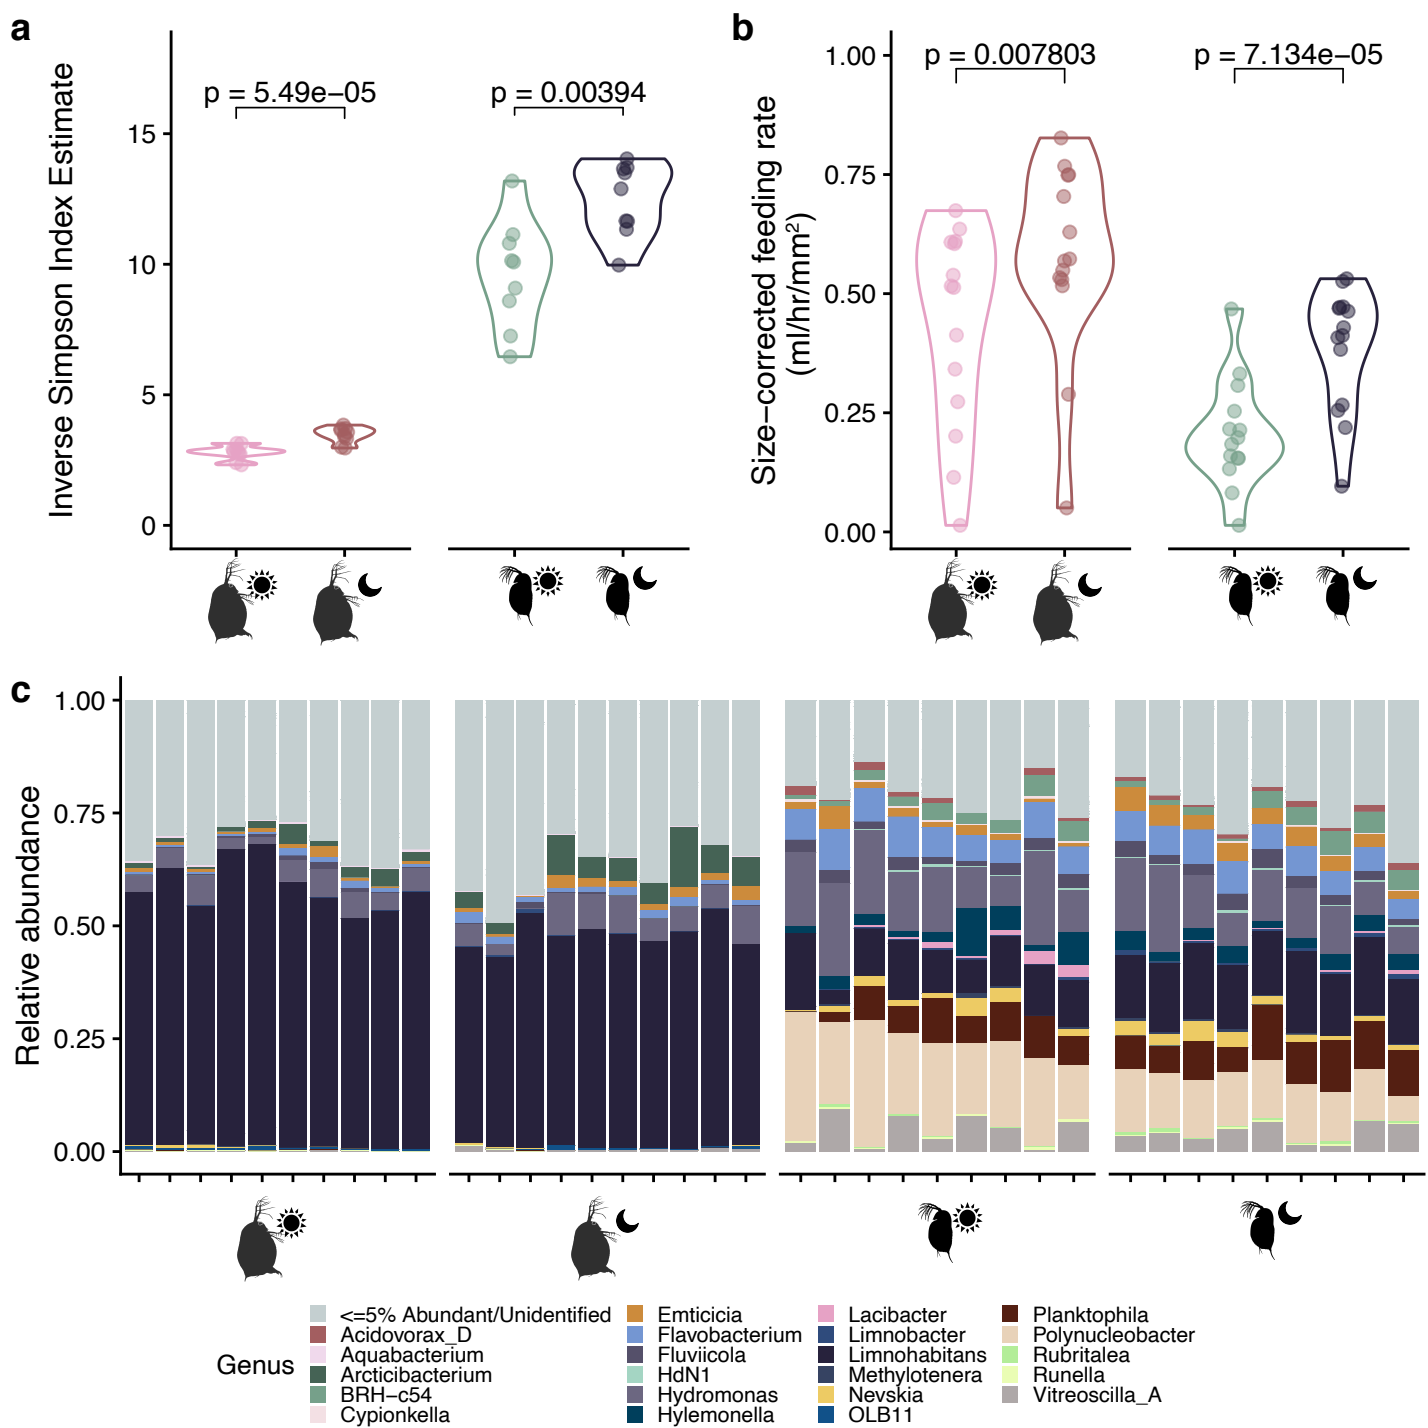 a
Inverse Simpson Index Estimate
p = 5.49e−05
p = 0.00394
15
10
5
0
b
Size−corrected feeding rate
(ml/hr/mm²)
p = 0.007803
p = 7.134e−05
1.00
0.75
0.50
0.25
0.00
c
Relative abundance
1.00
0.75
0.50
0.25
0.00
Genus
<=5% Abundant/Unidentified
Acidovorax_D
Aquabacterium
Arcticibacterium
BRH−c54
Cypionkella
Emticicia
Flavobacterium
Fluviicola
HdN1
Hydromonas
Hylemonella
Lacibacter
Limnobacter
Limnohabitans
Methylotenera
Nevskia
OLB11
Planktophila
Polynucleobacter
Rubritalea
Runella
Vitreoscilla_A